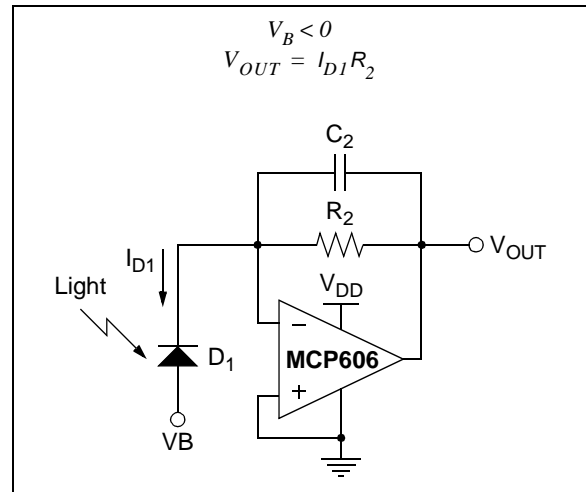 V_B < 0
V_OUT = I_D1 R_2
C_2
R_2
V_OUT
I_D1
V_DD
Light
−
MCP606
D_1
+
VB